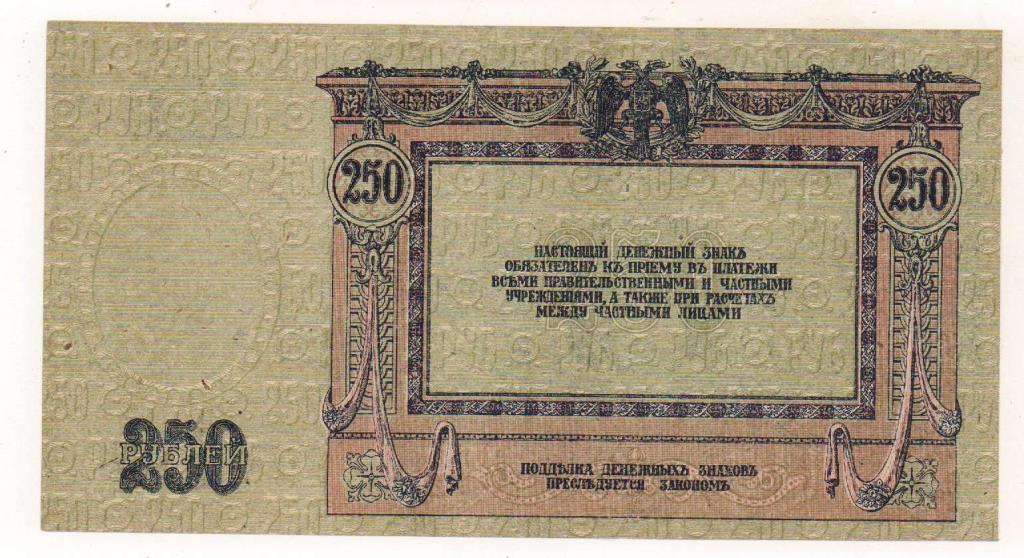 250
250
НАСТОЯЩІЙ ДЕНЕЖНЫЙ ЗНАКЪ
ОБЯЗАТЕЛЕНЪ КЪ ПРІЕМУ ВЪ ПЛАТЕЖИ
ВСѢМИ ПРАВИТЕЛЬСТВЕННЫМИ И ЧАСТНЫМИ
УЧРЕЖДЕНІЯМИ, А ТАКЖЕ ПРИ РАСЧЕТАХЪ
МЕЖДУ ЧАСТНЫМИ ЛИЦАМИ
250
250
РУБЛЕЙ
ПОДДѢЛКА ДЕНЕЖНЫХЪ ЗНАКОВЪ
ПРЕСЛѢДУЕТСЯ ЗАКОНОМЪ